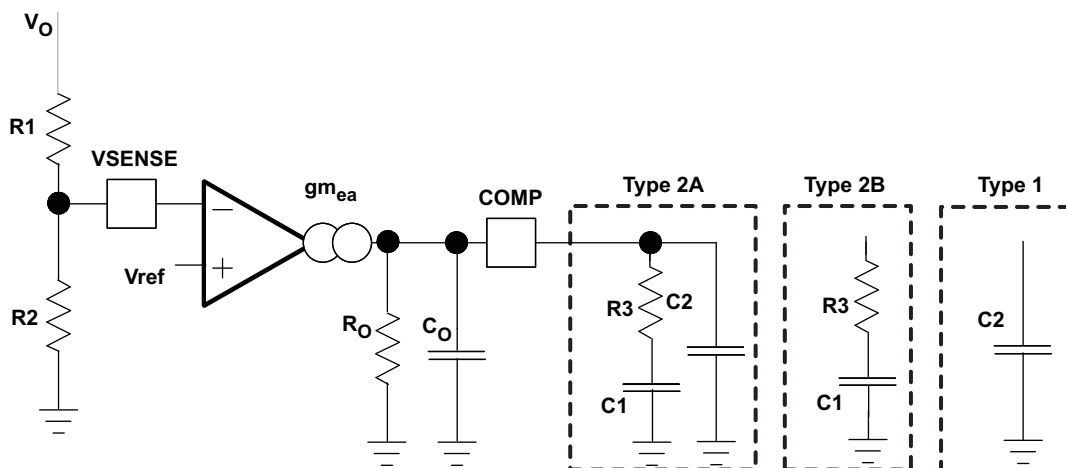 VO
R1
VSENSE
gmea
COMP
Type 2A
Type 2B
Type 1
Vref
R2
RO
CO
R3
C2
C1
R3
C1
C2